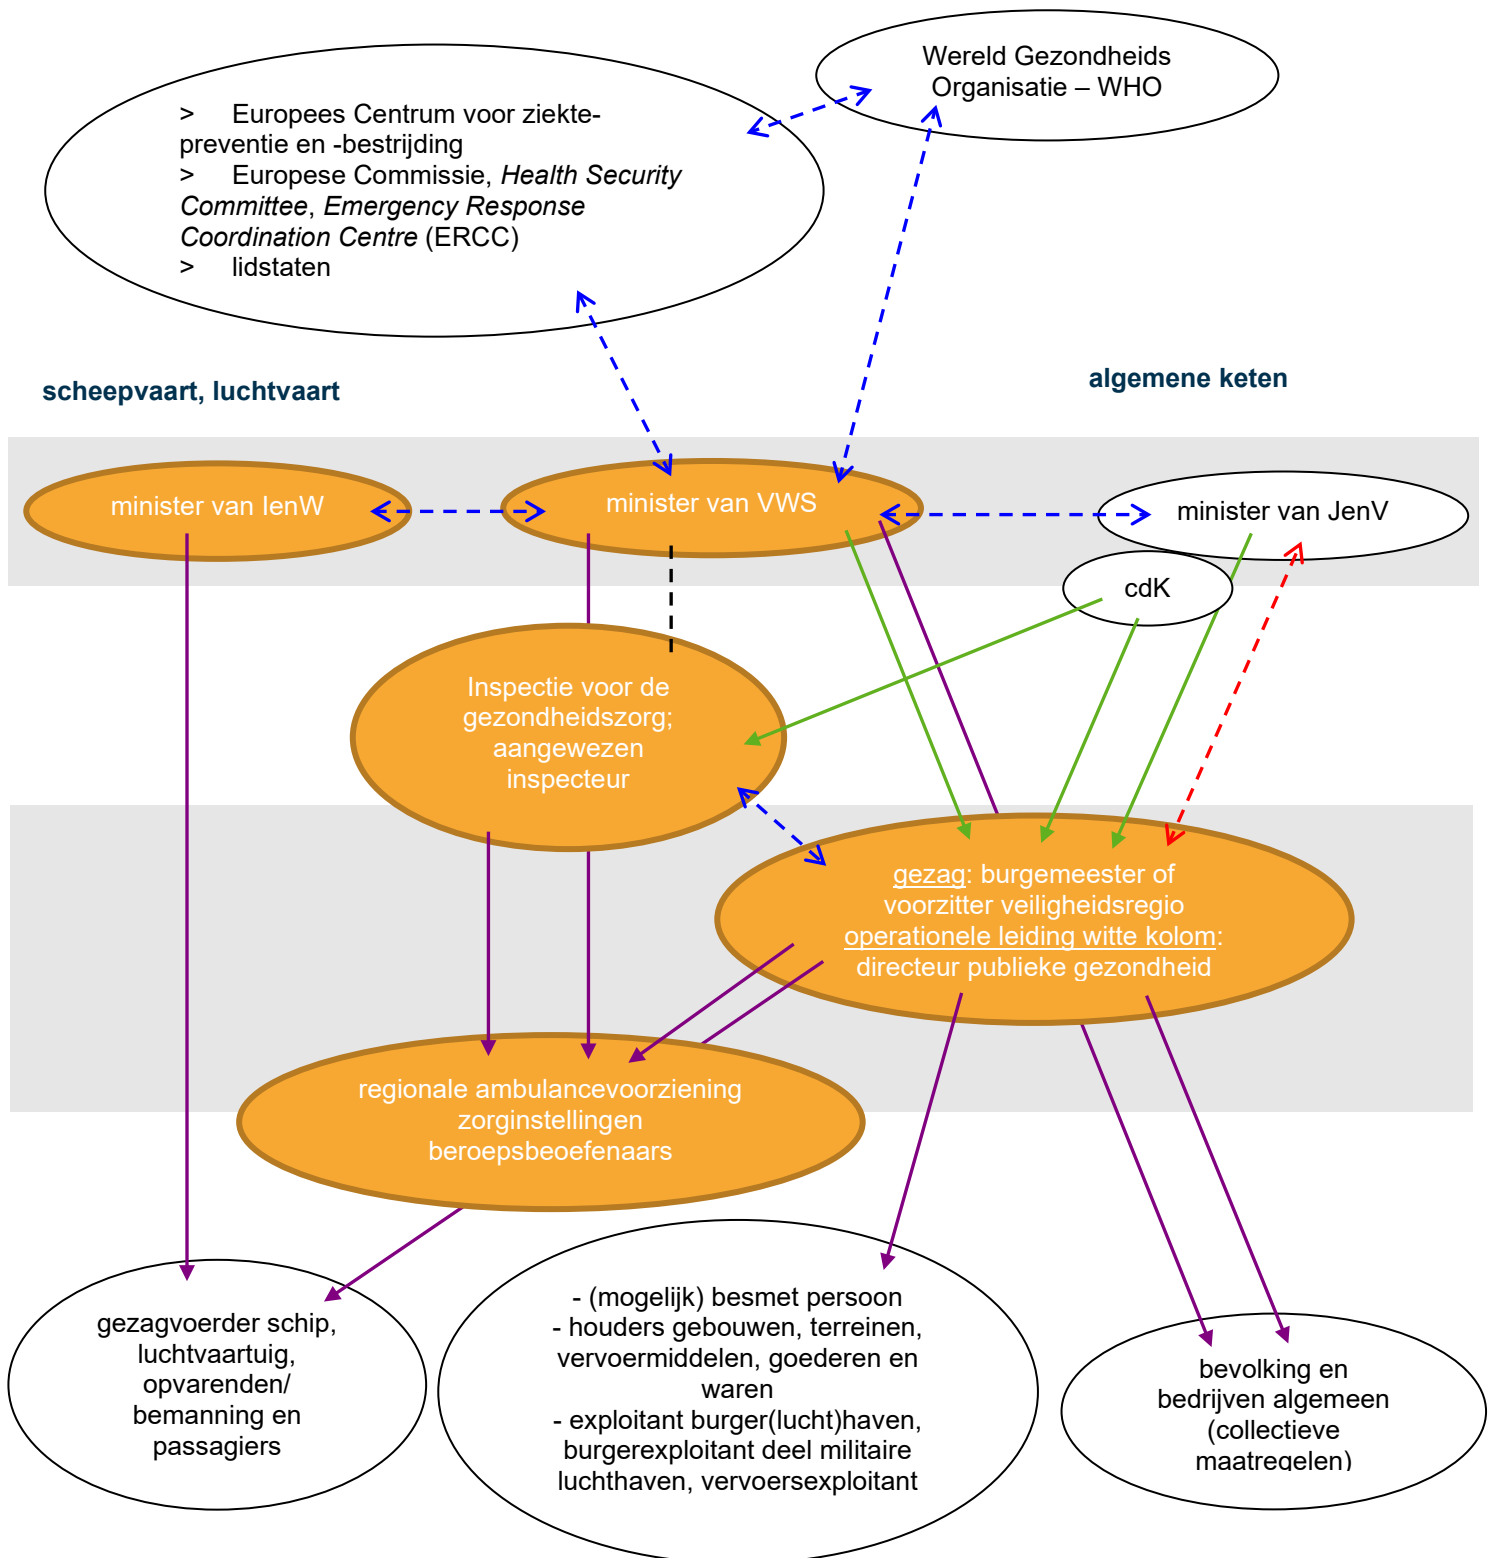 Wereld Gezondheids
Organisatie – WHO
> Europees Centrum voor ziekte-
preventie en -bestrijding
> Europese Commissie, Health Security
Committee, Emergency Response
Coordination Centre (ERCC)
> lidstaten
scheepvaart, luchtvaart
algemene keten
minister van IenW
minister van VWS
minister van JenV
cdK
Inspectie voor de
gezondheidszorg;
aangewezen
inspecteur
gezag: burgemeester of
voorzitter veiligheidsregio
operationele leiding witte kolom:
directeur publieke gezondheid
regionale ambulancevoorziening
zorginstellingen
beroepsbeoefenaars
gezagvoerder schip,
luchtvaartuig,
opvarenden/
bemanning en
passagiers
- (mogelijk) besmet persoon
- houders gebouwen, terreinen,
vervoermiddelen, goederen en
waren
- exploitant burger(lucht)haven,
burgerexploitant deel militaire
luchthaven, vervoersexploitant
bevolking en
bedrijven algemeen
(collectieve
maatregelen)